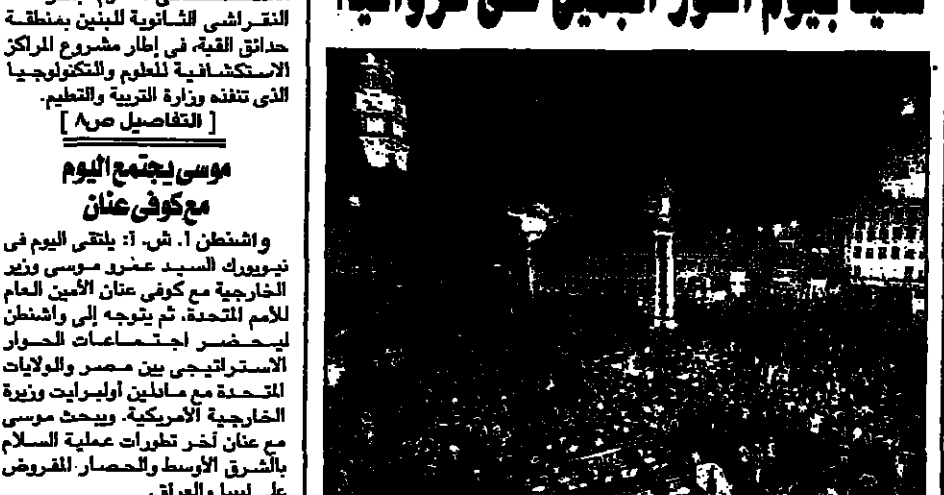 بيوم
النقراشى الثانوية للبنين بمنطقة
حدائق القبة، فى إطار مشروع المراكز
الاستكشافية للعلوم والتكنولوجيا
الذى تنفذه وزارة التربية والتعليم.
[ التفاصيل ص٨ ]
موسى يجتمع اليوم
مع كوفى عنان
واشنطن أ. ش. أ: يلتقى اليوم فى
نيويورك السيد عمرو موسى وزير
الخارجية مع كوفى عنان الأمين العام
للأمم المتحدة، ثم يتوجه إلى واشنطن
ليحضر اجتماعات الحوار
الاستراتيجى بين مصر والولايات
المتحدة مع مادلين أولبرايت وزيرة
الخارجية الأمريكية. ويبحث موسى
مع عنان آخر تطورات عملية السلام
بالشرق الأوسط والحصار المفروض
على ليبيا والعراق.